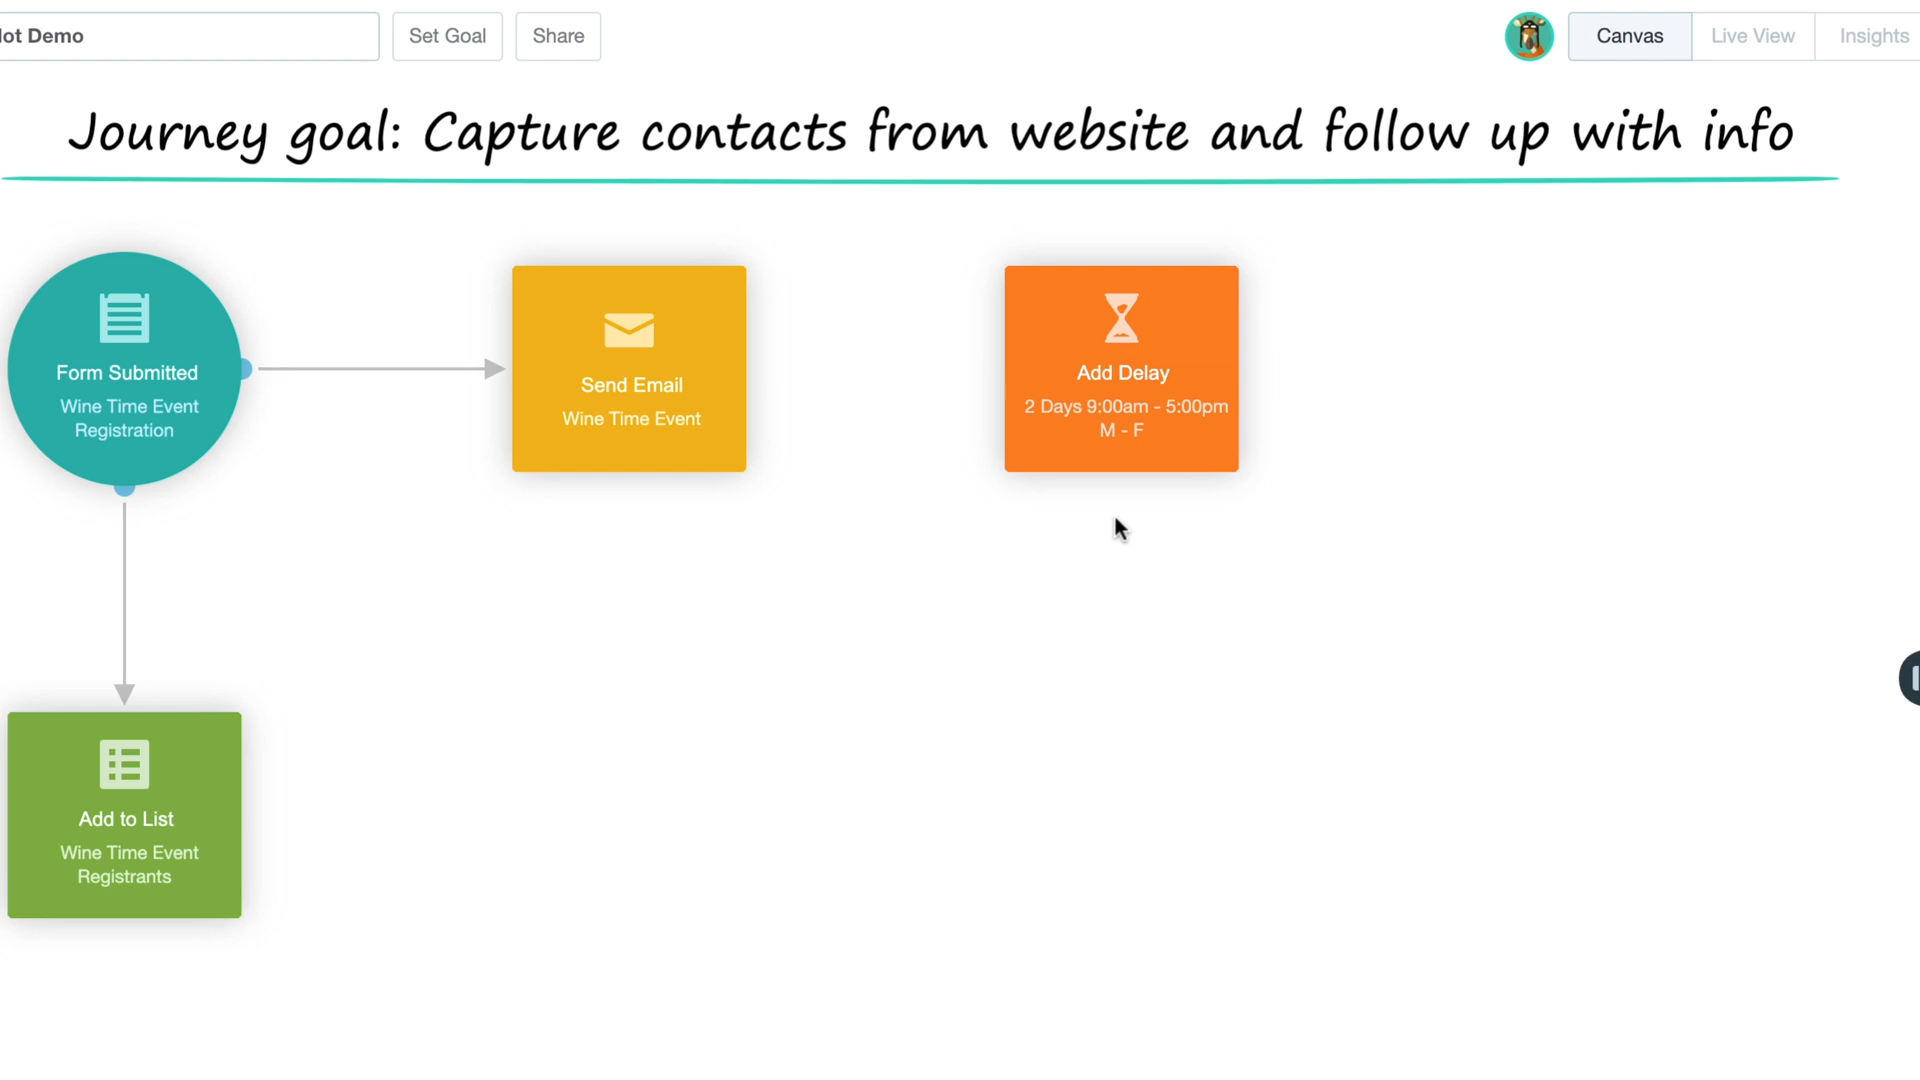 lot Demo
Set Goal
Share
Canvas
Live View
Insights
Journey goal: Capture contacts from website and follow up with info
Form Submitted
Wine Time Event
Registration
Send Email
Wine Time Event
Add Delay
2 Days 9:00am - 5:00pm
M - F
Add to List
Wine Time Event
Registrants